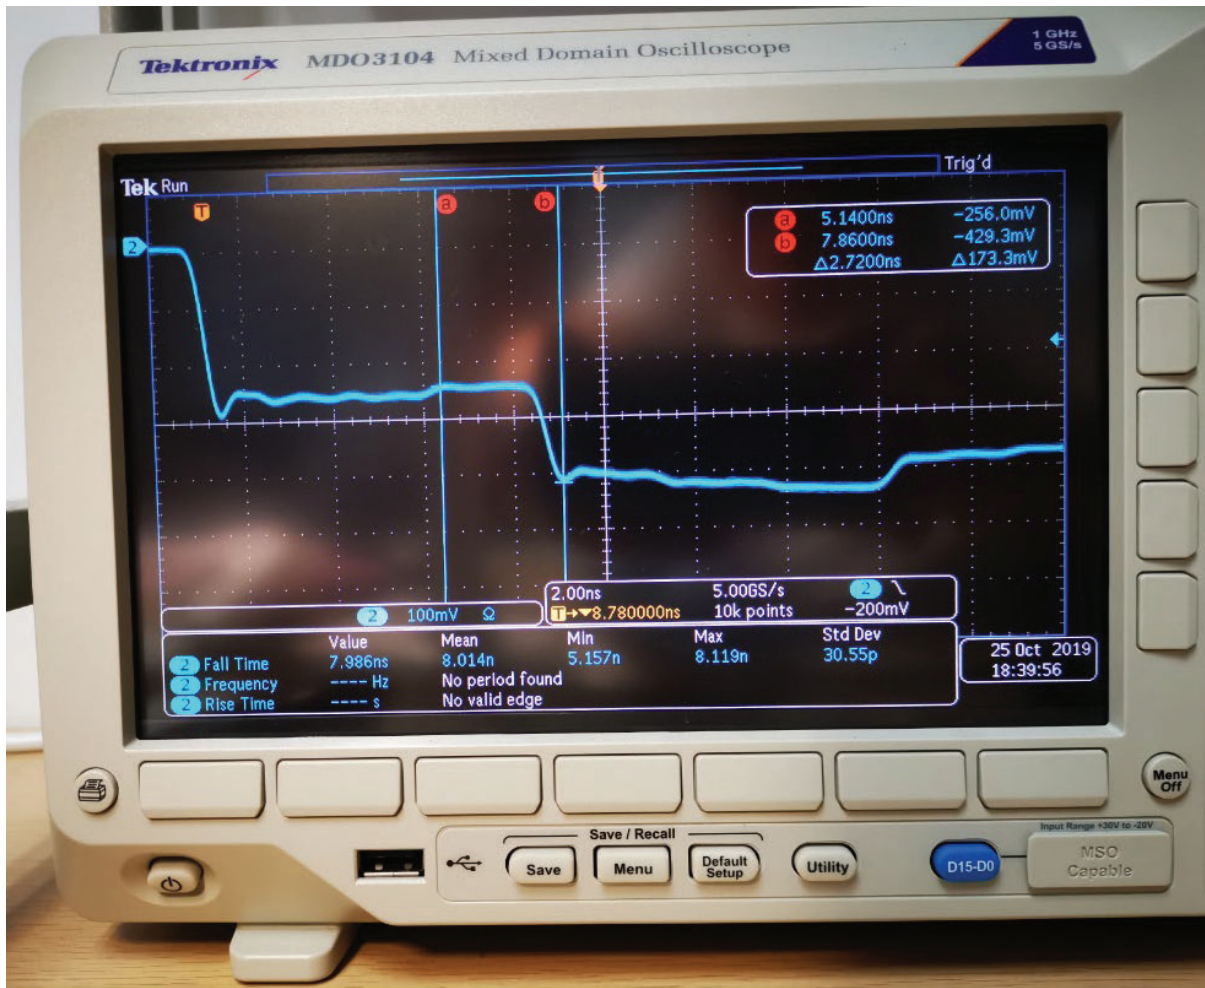 Tektronix MDO3104 Mixed Domain Oscilloscope
1 GHz
5 GS/s
Tek Run
Trig'd
T
T
a
b
2
a 5.1400ns -256.0mV
b 7.8600ns -429.3mV
Δ2.7200ns Δ173.3mV
2 100mV Ω
2.00ns 5.00GS/s 2
T→▼8.780000ns 10k points -200mV
Value Mean Min Max Std Dev
2 Fall Time 7.986ns 8.014n 5.157n 8.119n 30.55p
2 Frequency ---- Hz No period found
2 Rise Time ---- s No valid edge
25 Oct 2019
18:39:56
Menu
Off
Save / Recall
Save
Menu
Default
Setup
Utility
D15-D0
Input Range +30V to -20V
MSO
Capable